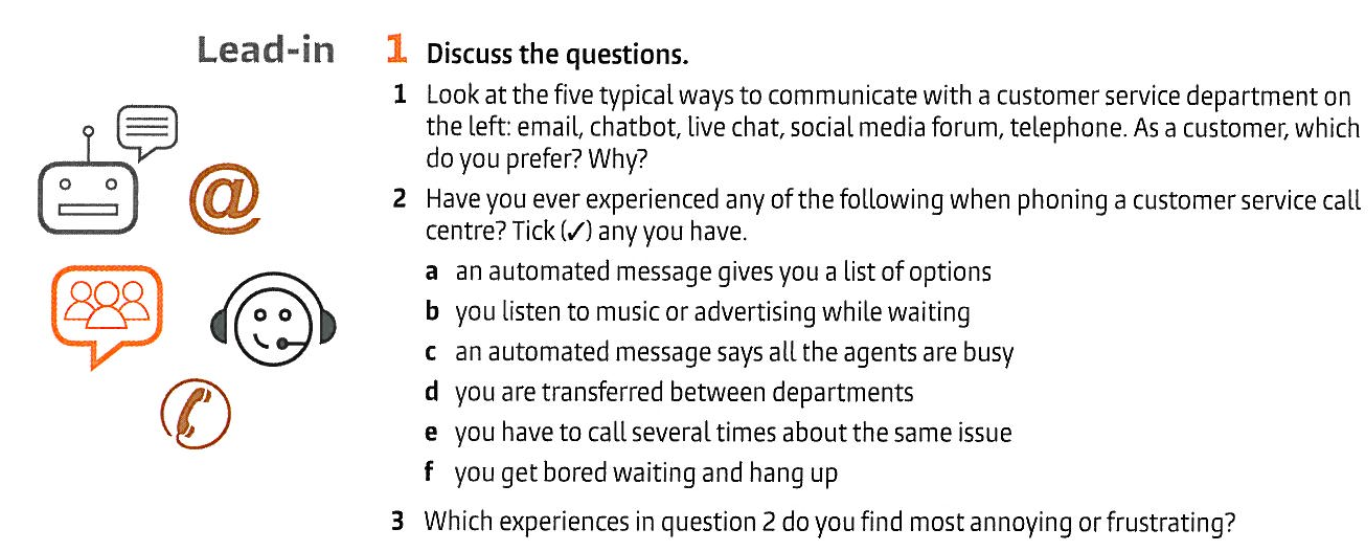 Lead-in
1 Discuss the questions.
1 Look at the five typical ways to communicate with a customer service department on
the left: email, chatbot, live chat, social media forum, telephone. As a customer, which
do you prefer? Why?
2 Have you ever experienced any of the following when phoning a customer service call
centre? Tick (✓) any you have.
a an automated message gives you a list of options
b you listen to music or advertising while waiting
c an automated message says all the agents are busy
d you are transferred between departments
e you have to call several times about the same issue
f you get bored waiting and hang up
3 Which experiences in question 2 do you find most annoying or frustrating?
@